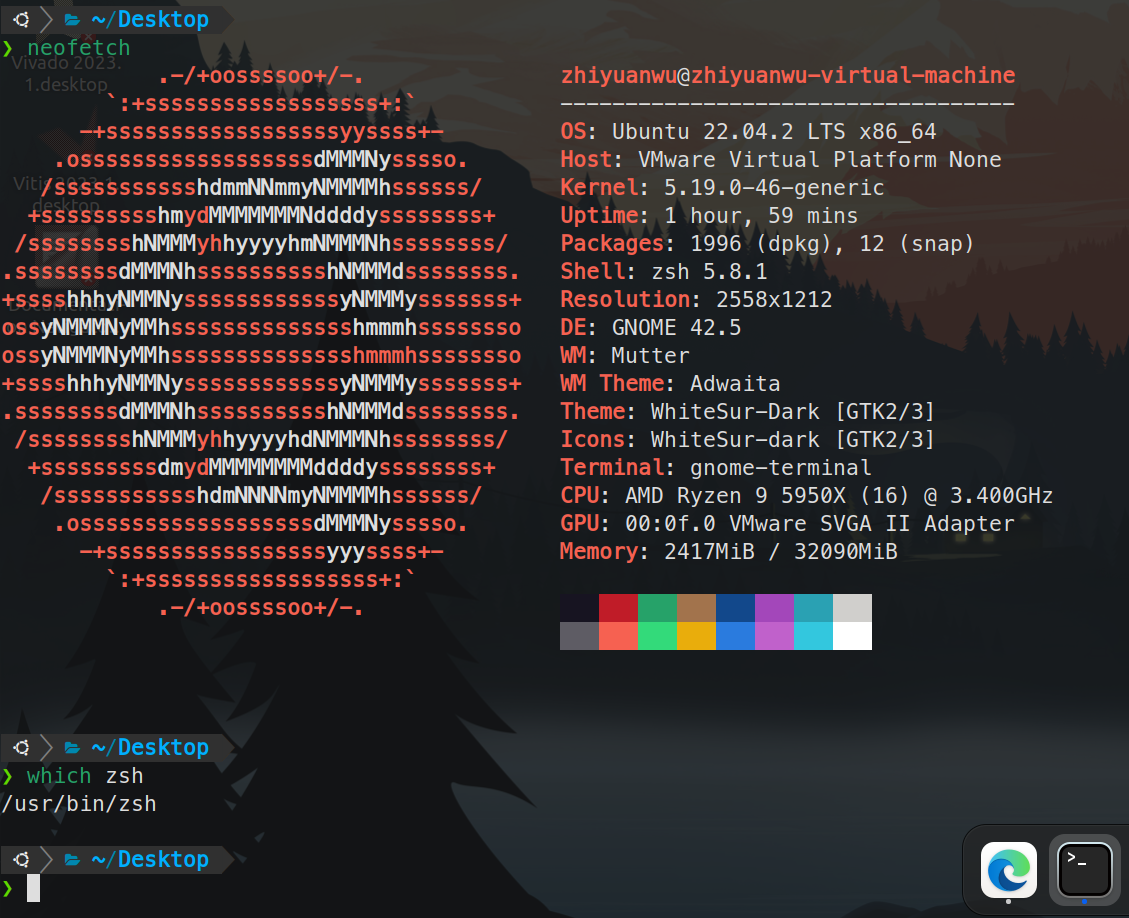 ~/Desktop
❯ neofetch
Vivado 2023.
1.desktop
.-/+oossssoo+/-.
`:+ssssssssssssssssss+:`
-+ssssssssssssssssssyyssss+-
.ossssssssssssssssssdMMMNysssso.
/ssssssssssshdmmNNmmyNMMMMhssssss/
+ssssssssshmydMMMMMMMNddddyssssssss+
/sssssssshNMMMyhhyyyyhmNMMMNhssssssss/
.ssssssssdMMMNhsssssssssshNMMMdssssssss.
+sssshhhyNMMNyssssssssssssyNMMMysssssss+
ossyNMMMNyMMhsssssssssssssshmmmhssssssso
ossyNMMMNyMMhsssssssssssssshmmmhssssssso
+sssshhhyNMMNyssssssssssssyNMMMysssssss+
.ssssssssdMMMNhsssssssssshNMMMdssssssss.
/sssssssshNMMMyhhyyyyhdNMMMNhssssssss/
+sssssssssdmydMMMMMMMMddddyssssssss+
/ssssssssssshdmNNNNmyNMMMMhssssss/
.ossssssssssssssssssdMMMNysssso.
-+sssssssssssssssssyyyssss+-
`:+ssssssssssssssssss+:`
.-/+oossssoo+/-.
zhiyuanwu@zhiyuanwu-virtual-machine
-----------------------------------
OS: Ubuntu 22.04.2 LTS x86_64
Host: VMware Virtual Platform None
Kernel: 5.19.0-46-generic
Uptime: 1 hour, 59 mins
Packages: 1996 (dpkg), 12 (snap)
Shell: zsh 5.8.1
Resolution: 2558x1212
DE: GNOME 42.5
WM: Mutter
WM Theme: Adwaita
Theme: WhiteSur-Dark [GTK2/3]
Icons: WhiteSur-dark [GTK2/3]
Terminal: gnome-terminal
CPU: AMD Ryzen 9 5950X (16) @ 3.400GHz
GPU: 00:0f.0 VMware SVGA II Adapter
Memory: 2417MiB / 32090MiB
~/Desktop
❯ which zsh
/usr/bin/zsh
~/Desktop
❯
>_